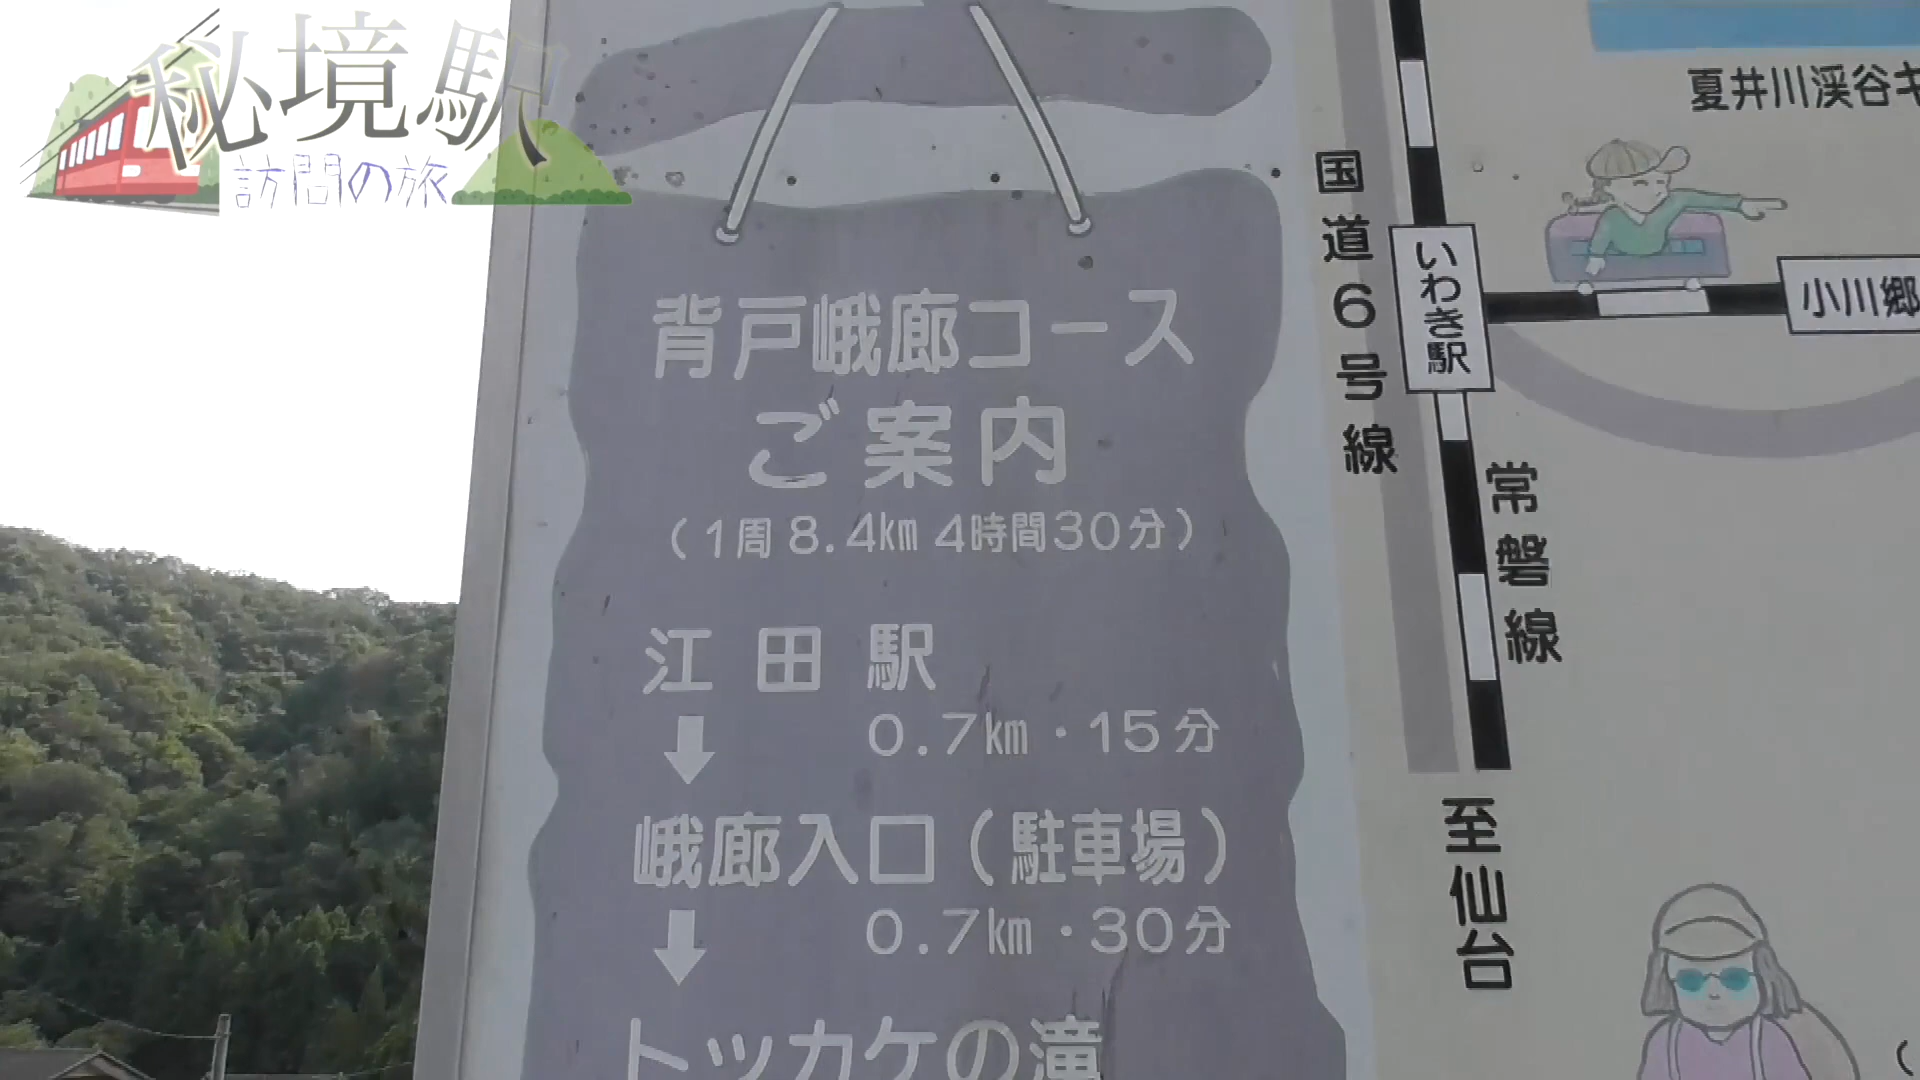 秘境駅
訪問の旅
背戸峨廊コース
ご案内
(1周8.4km 4時間30分)
江田駅
0.7km・15分
峨廊入口(駐車場)
0.7km・30分
トツカケの滝
国道6号線
いわき駅
常磐線
至仙台
夏井川渓谷キ
小川郷